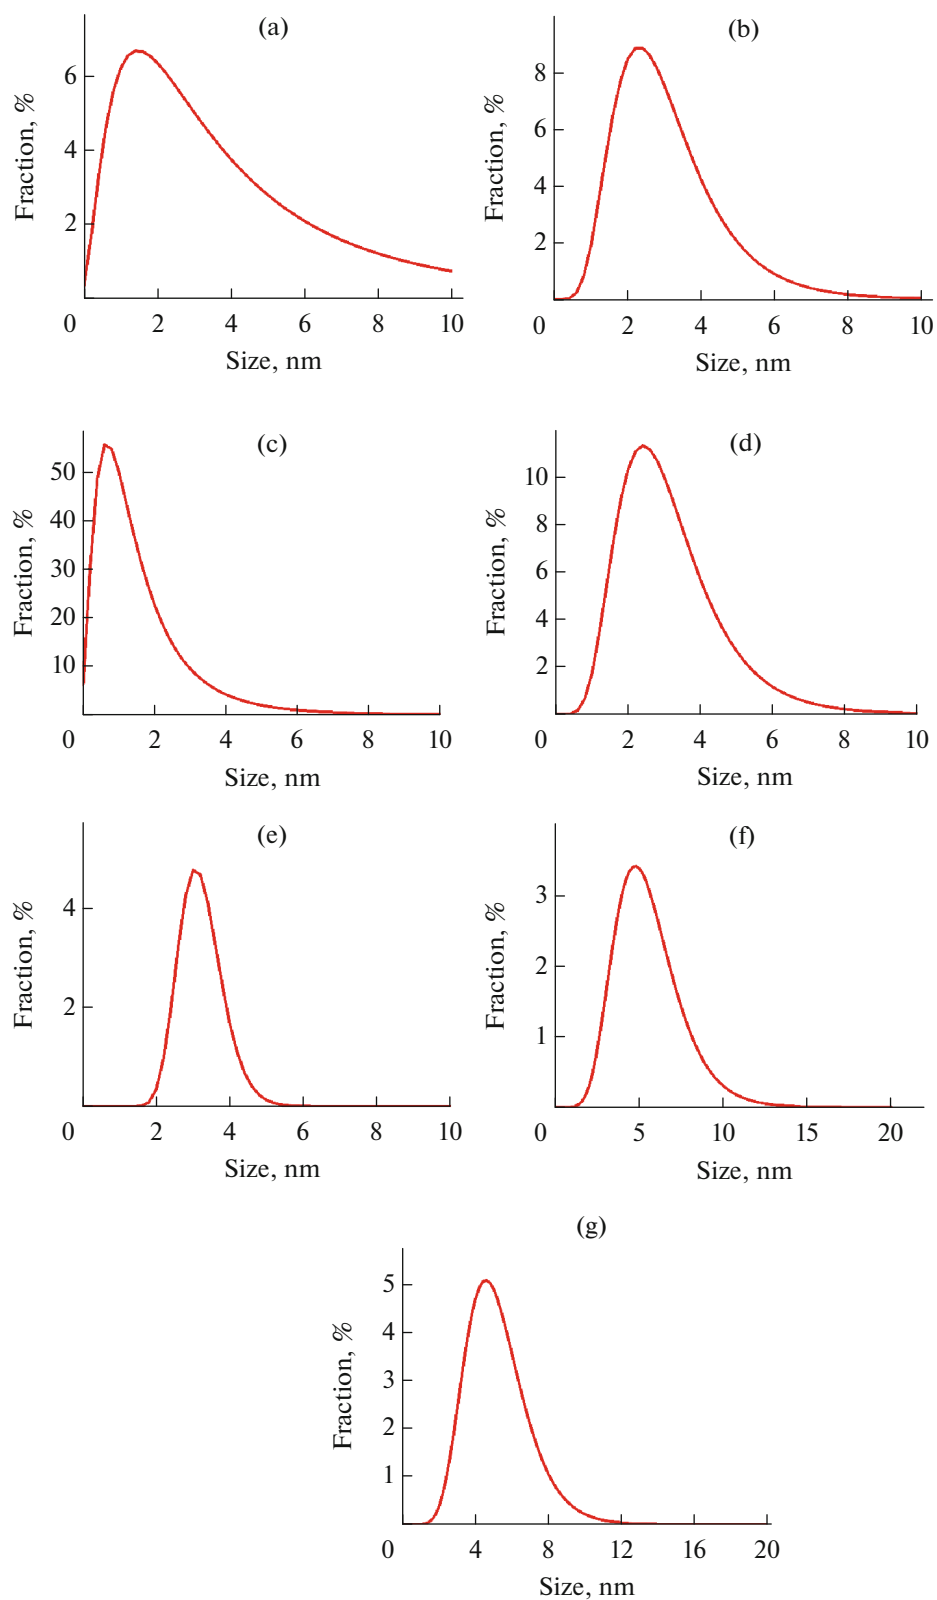 (a)
Fraction, %
6
4
2
0 2 4 6 8 10
Size, nm
(b)
Fraction, %
8
6
4
2
0 2 4 6 8 10
Size, nm
(c)
Fraction, %
50
40
30
20
10
0 2 4 6 8 10
Size, nm
(d)
Fraction, %
10
8
6
4
2
0 2 4 6 8 10
Size, nm
(e)
Fraction, %
4
2
0 2 4 6 8 10
Size, nm
(f)
Fraction, %
3
2
1
0 5 10 15 20
Size, nm
(g)
Fraction, %
5
4
3
2
1
0 4 8 12 16 20
Size, nm